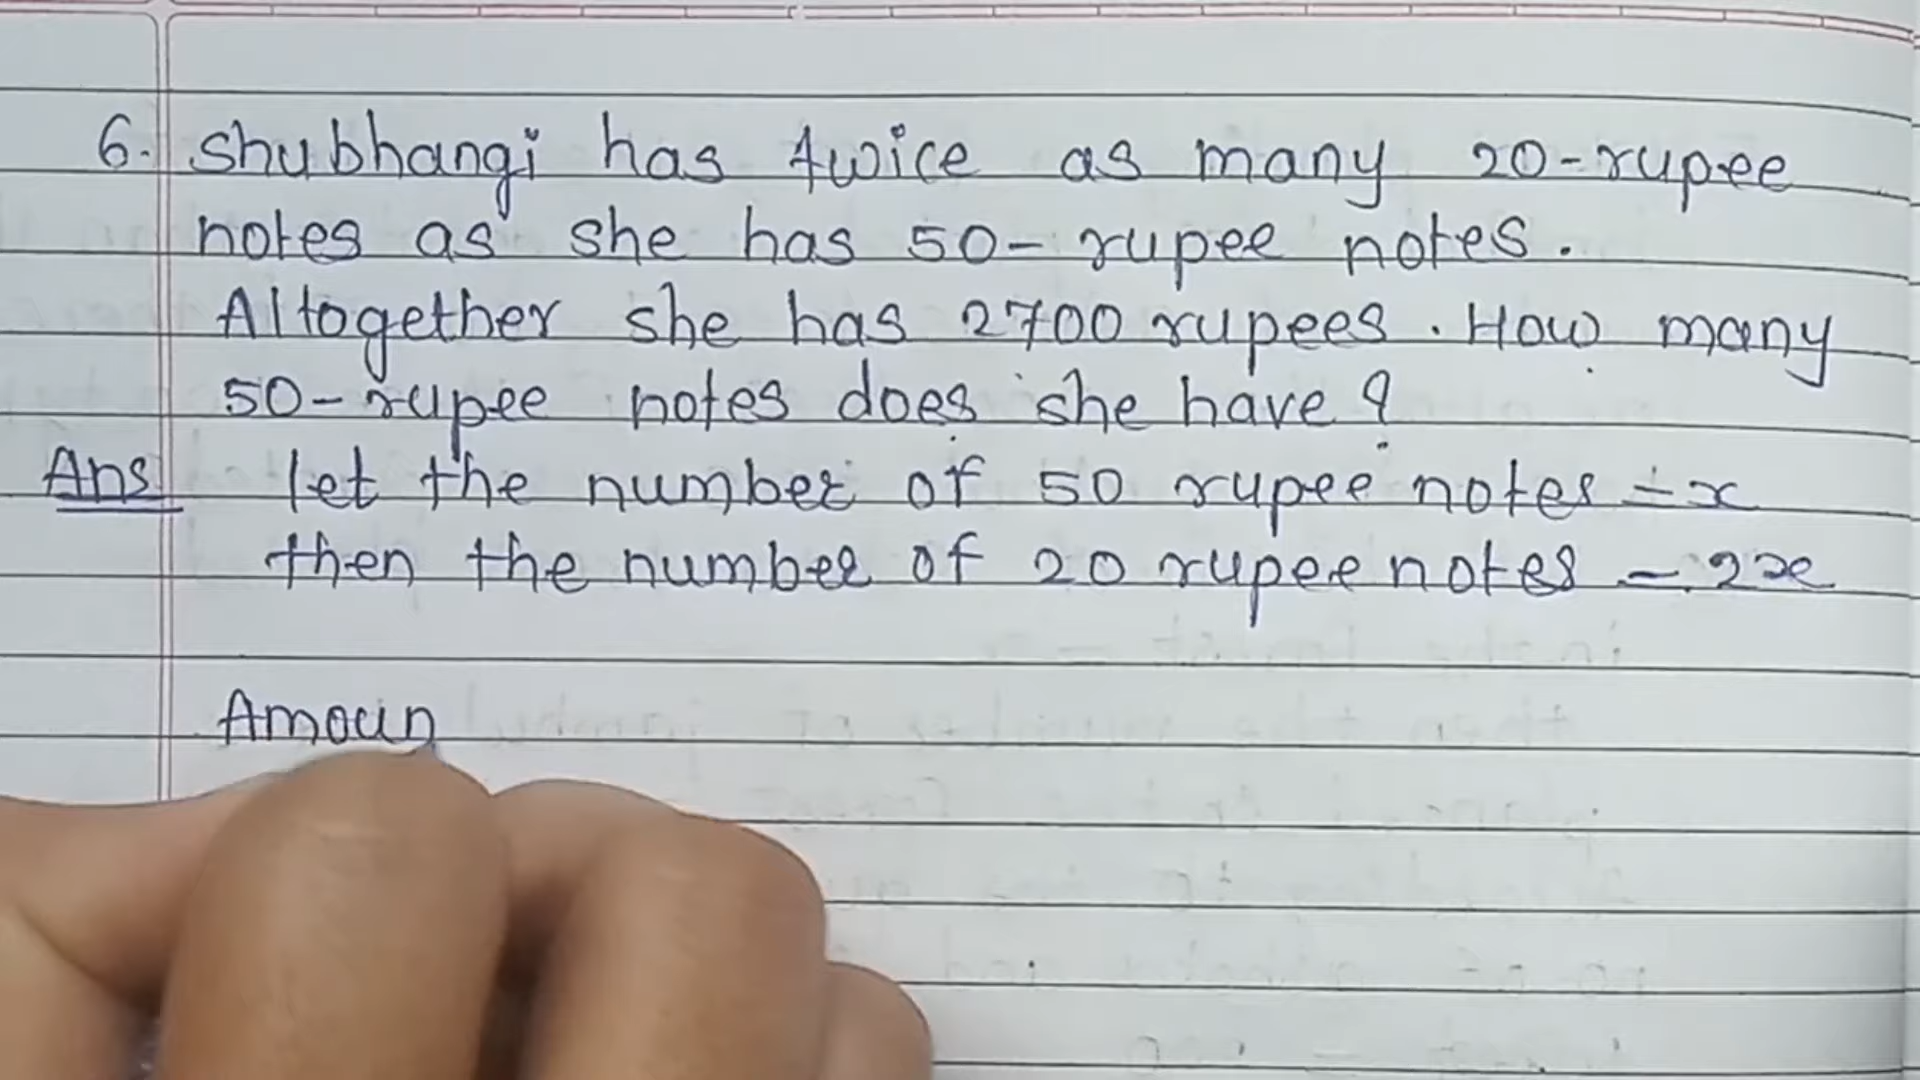 6. Shubhangi has twice as many 20-rupee
notes as she has 50-rupee notes.
Altogether she has 2700 rupees. How many
50-rupee notes does she have?
Ans let the number of 50 rupee notes = x
then the number of 20 rupee notes = 2x
Amoun